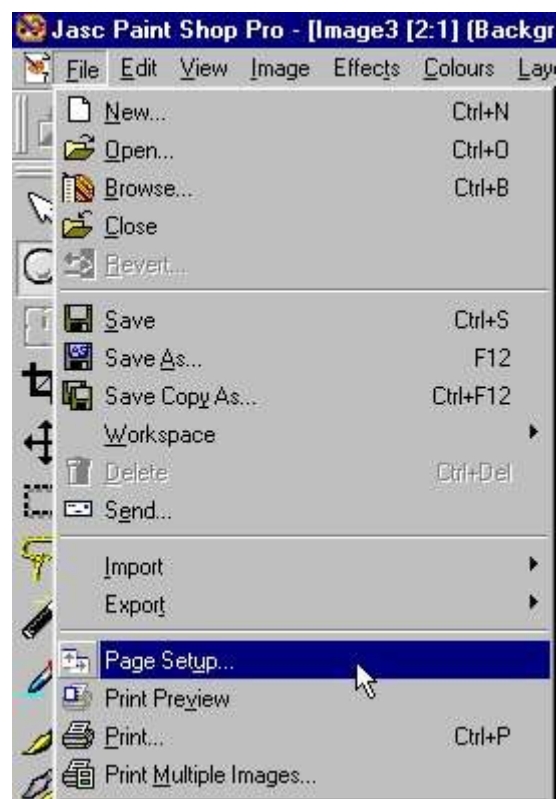 Jasc Paint Shop Pro - [Image3 [2:1] (Backgr
File Edit View Image Effects Colours Laye
New... Ctrl+N
Open... Ctrl+O
Browse... Ctrl+B
Close
Revert...
Save Ctrl+S
Save As... F12
Save Copy As... Ctrl+F12
Workspace
Delete Ctrl+Del
Send...
Import
Export
Page Setup...
Print Preview
Print... Ctrl+P
Print Multiple Images...